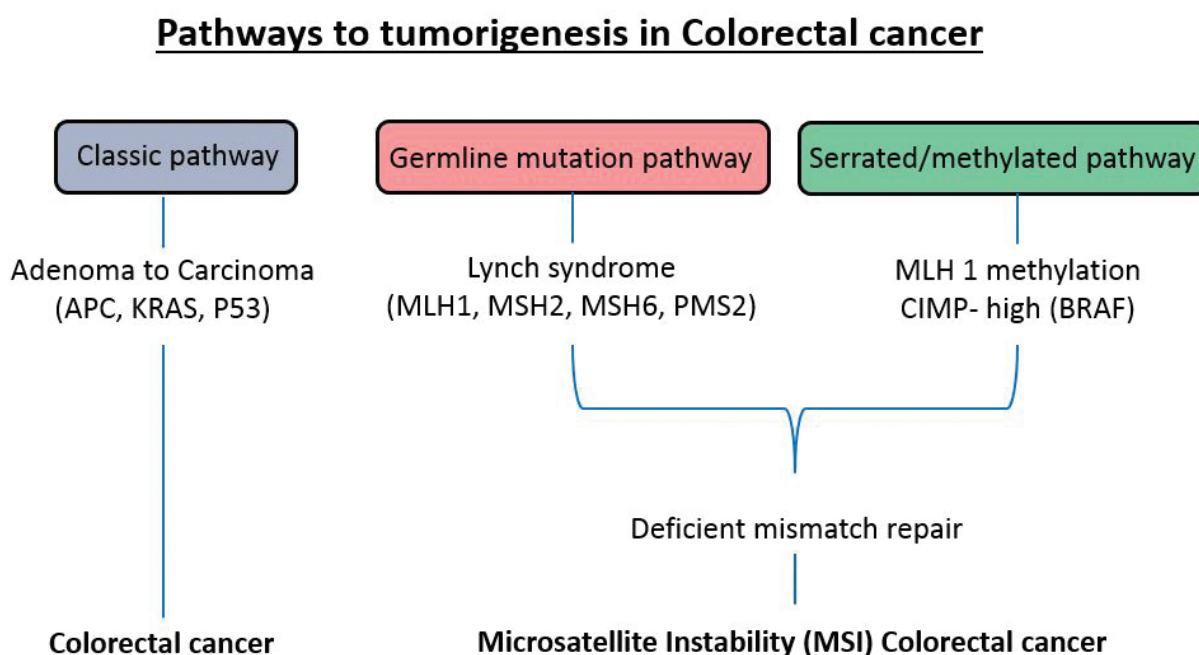 Pathways to tumorigenesis in Colorectal cancer
Classic pathway
Germline mutation pathway
Serrated/methylated pathway
Adenoma to Carcinoma
(APC, KRAS, P53)
Lynch syndrome
(MLH1, MSH2, MSH6, PMS2)
MLH 1 methylation
CIMP- high (BRAF)
Deficient mismatch repair
Colorectal cancer
Microsatellite Instability (MSI) Colorectal cancer